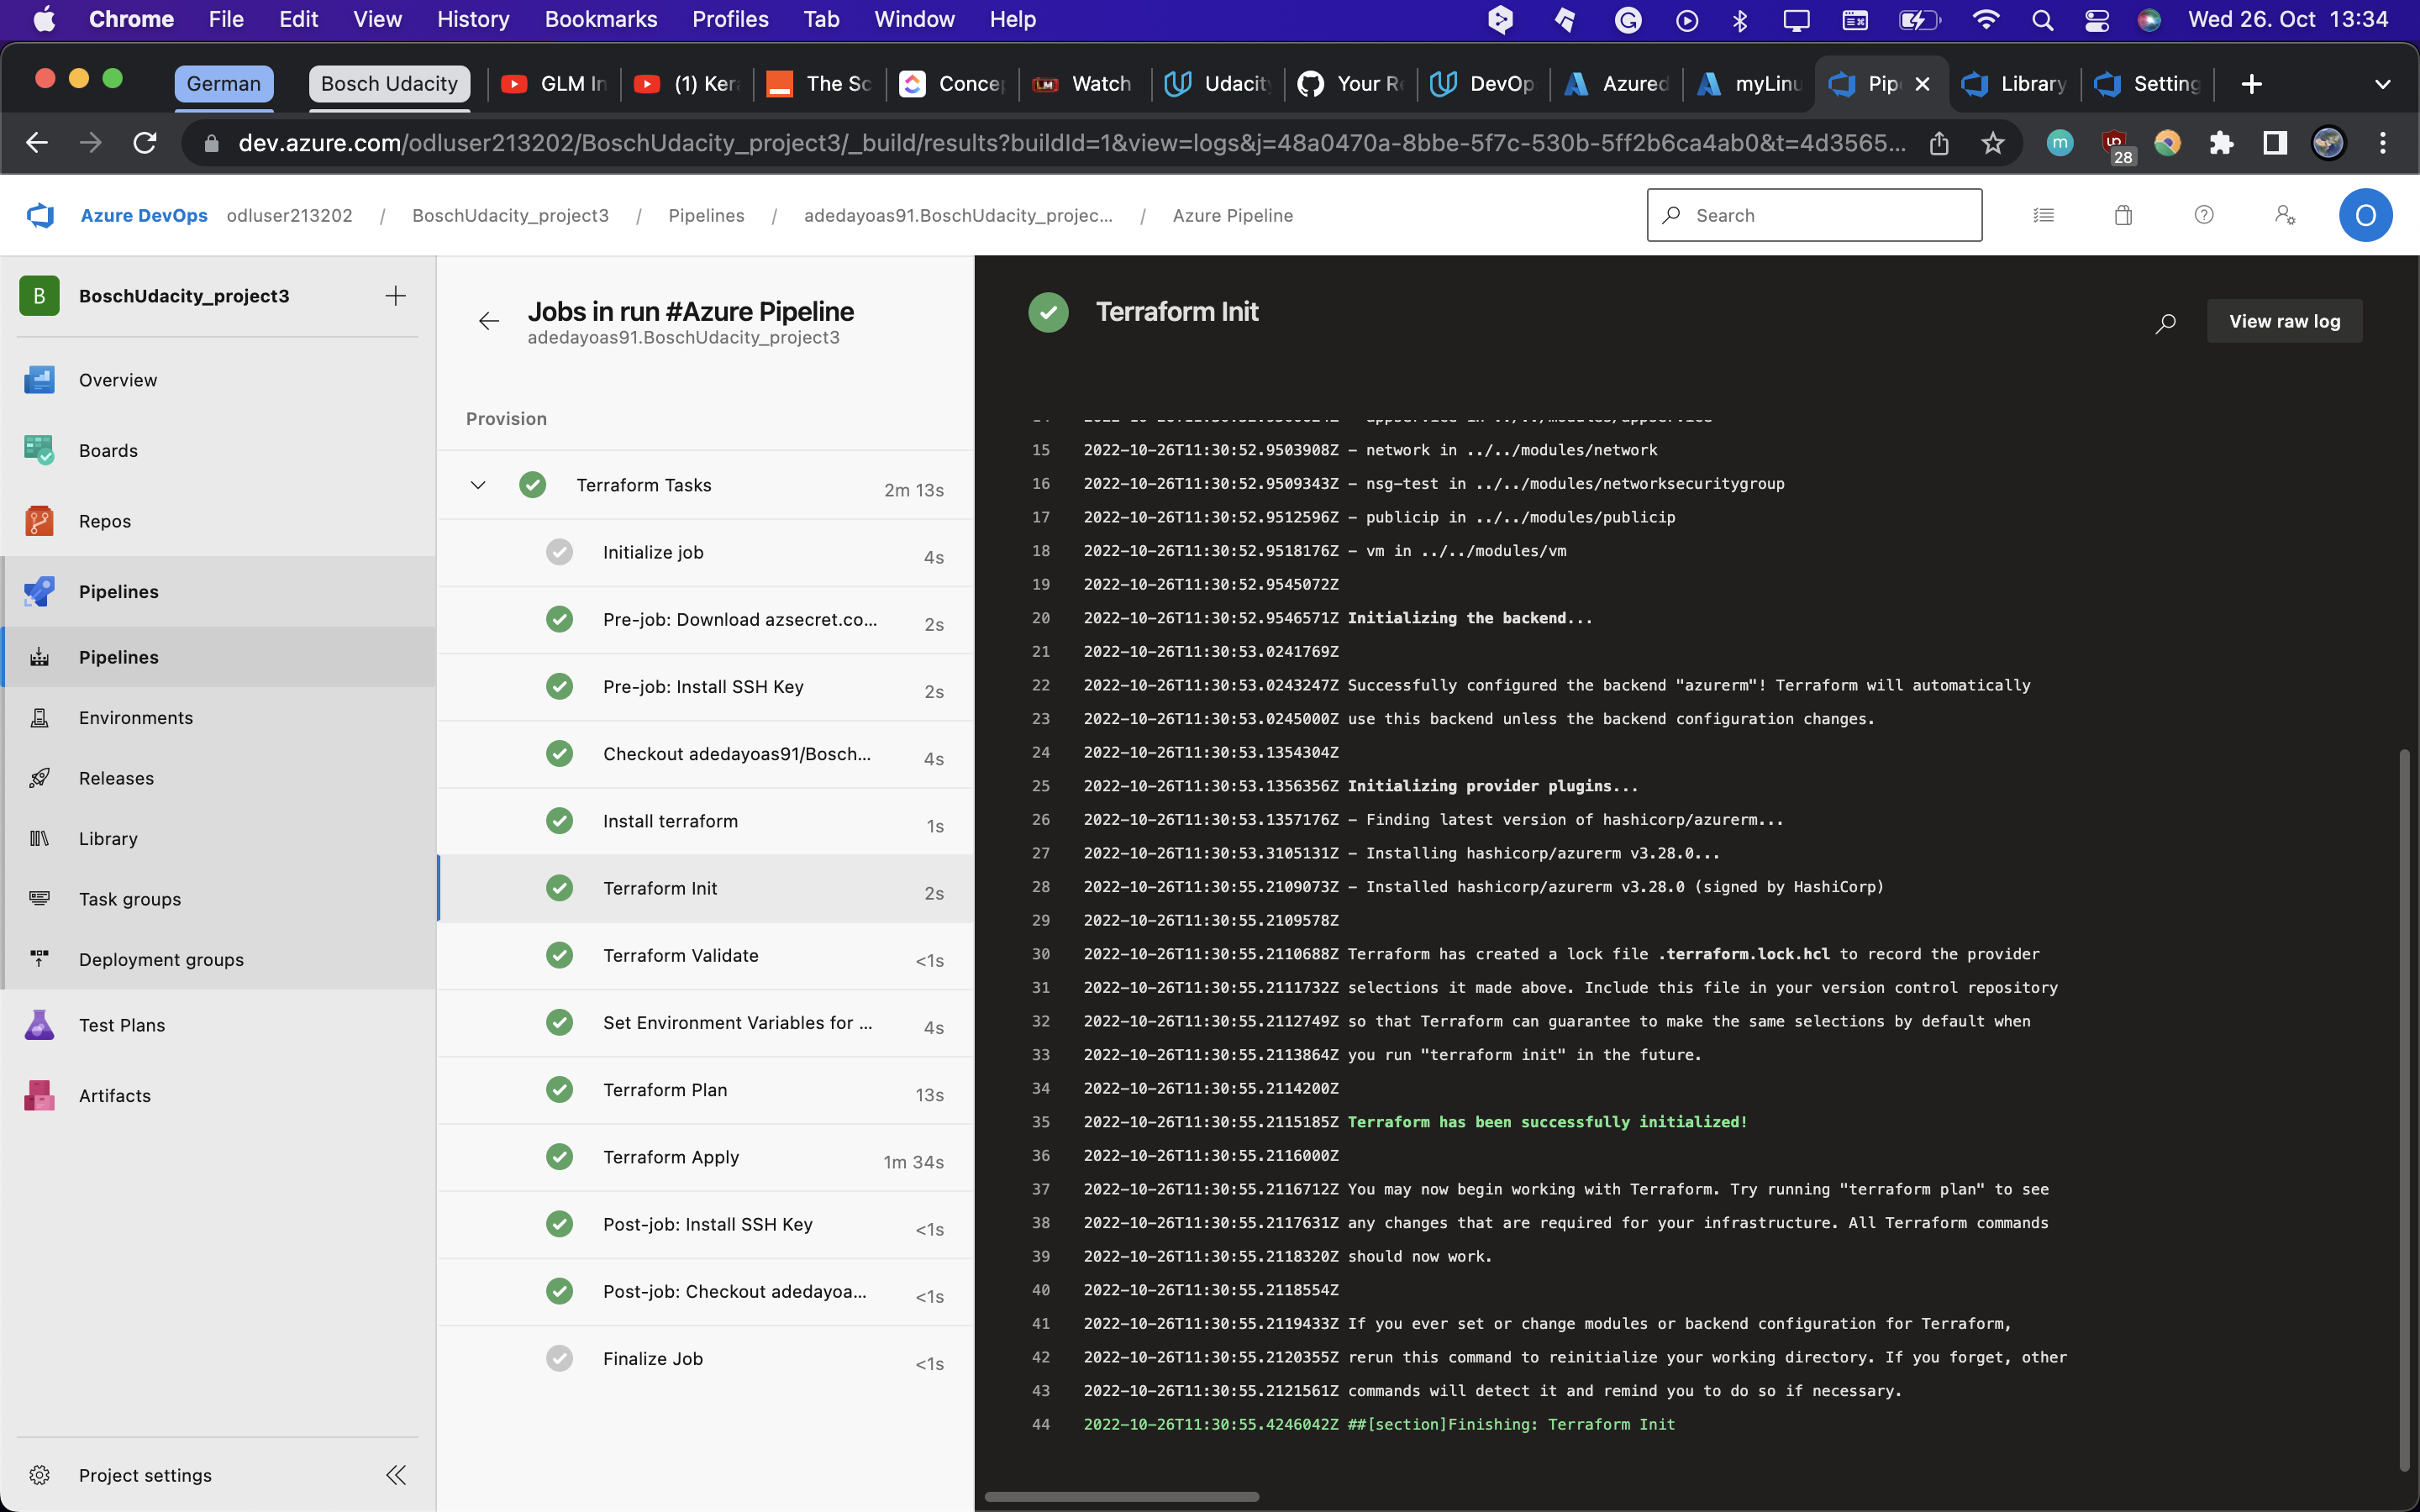 Chrome File Edit View History Bookmarks Profiles Tab Window Help Wed 26. Oct 13:34
German Bosch Udacity GLM In (1) Ker The Sc Concep Watch Udacit Your Re DevOp Azured myLinu Pip Library Setting
dev.azure.com/odluser213202/BoschUdacity_project3/_build/results?buildId=1&view=logs&j=48a0470a-8bbe-5f7c-530b-5ff2b6ca4ab0&t=4d3565... m 28
Azure DevOps odluser213202 / BoschUdacity_project3 / Pipelines / adedayoas91.BoschUdacity_projec... / Azure Pipeline Search O
B BoschUdacity_project3
Overview
Boards
Repos
Pipelines
Pipelines
Environments
Releases
Library
Task groups
Deployment groups
Test Plans
Artifacts
Project settings
Jobs in run #Azure Pipeline
adedayoas91.BoschUdacity_project3
Provision
Terraform Tasks 2m 13s
Initialize job 4s
Pre-job: Download azsecret.co... 2s
Pre-job: Install SSH Key 2s
Checkout adedayoas91/Bosch... 4s
Install terraform 1s
Terraform Init 2s
Terraform Validate <1s
Set Environment Variables for ... 4s
Terraform Plan 13s
Terraform Apply 1m 34s
Post-job: Install SSH Key <1s
Post-job: Checkout adedayoa... <1s
Finalize Job <1s
Terraform Init
View raw log
15 2022-10-26T11:30:52.9503908Z - network in ../../modules/network
16 2022-10-26T11:30:52.9509343Z - nsg-test in ../../modules/networksecuritygroup
17 2022-10-26T11:30:52.9512596Z - publicip in ../../modules/publicip
18 2022-10-26T11:30:52.9518176Z - vm in ../../modules/vm
19 2022-10-26T11:30:52.9545072Z
20 2022-10-26T11:30:52.9546571Z Initializing the backend...
21 2022-10-26T11:30:53.0241769Z
22 2022-10-26T11:30:53.0243247Z Successfully configured the backend "azurerm"! Terraform will automatically
23 2022-10-26T11:30:53.0245000Z use this backend unless the backend configuration changes.
24 2022-10-26T11:30:53.1354304Z
25 2022-10-26T11:30:53.1356356Z Initializing provider plugins...
26 2022-10-26T11:30:53.1357176Z - Finding latest version of hashicorp/azurerm...
27 2022-10-26T11:30:53.3105131Z - Installing hashicorp/azurerm v3.28.0...
28 2022-10-26T11:30:55.2109073Z - Installed hashicorp/azurerm v3.28.0 (signed by HashiCorp)
29 2022-10-26T11:30:55.2109578Z
30 2022-10-26T11:30:55.2110688Z Terraform has created a lock file .terraform.lock.hcl to record the provider
31 2022-10-26T11:30:55.2111732Z selections it made above. Include this file in your version control repository
32 2022-10-26T11:30:55.2112749Z so that Terraform can guarantee to make the same selections by default when
33 2022-10-26T11:30:55.2113864Z you run "terraform init" in the future.
34 2022-10-26T11:30:55.2114200Z
35 2022-10-26T11:30:55.2115185Z Terraform has been successfully initialized!
36 2022-10-26T11:30:55.2116000Z
37 2022-10-26T11:30:55.2116712Z You may now begin working with Terraform. Try running "terraform plan" to see
38 2022-10-26T11:30:55.2117631Z any changes that are required for your infrastructure. All Terraform commands
39 2022-10-26T11:30:55.2118320Z should now work.
40 2022-10-26T11:30:55.2118554Z
41 2022-10-26T11:30:55.2119433Z If you ever set or change modules or backend configuration for Terraform,
42 2022-10-26T11:30:55.2120355Z rerun this command to reinitialize your working directory. If you forget, other
43 2022-10-26T11:30:55.2121561Z commands will detect it and remind you to do so if necessary.
44 2022-10-26T11:30:55.4246042Z ##[section]Finishing: Terraform Init